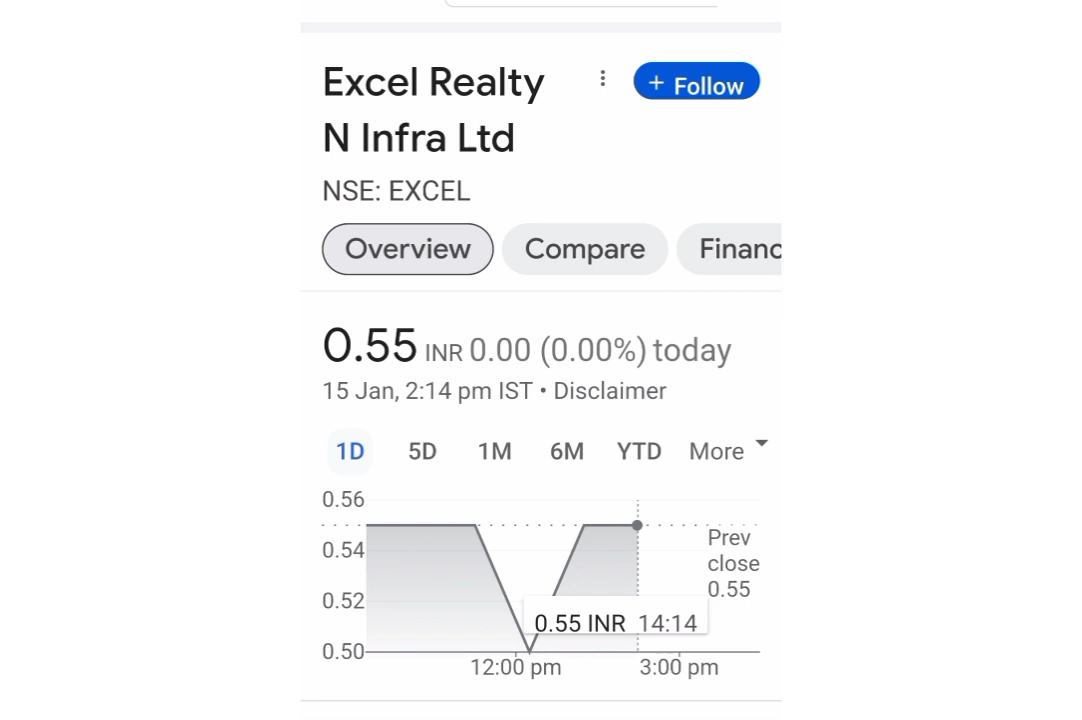 Excel Realty
N Infra Ltd
+ Follow
NSE: EXCEL
Overview Compare Financ
0.55 INR 0.00 (0.00%) today
15 Jan, 2:14 pm IST • Disclaimer
1D 5D 1M 6M YTD More
0.56
0.54
0.52
0.50
Prev
close
0.55
0.55 INR 14:14
12:00 pm 3:00 pm